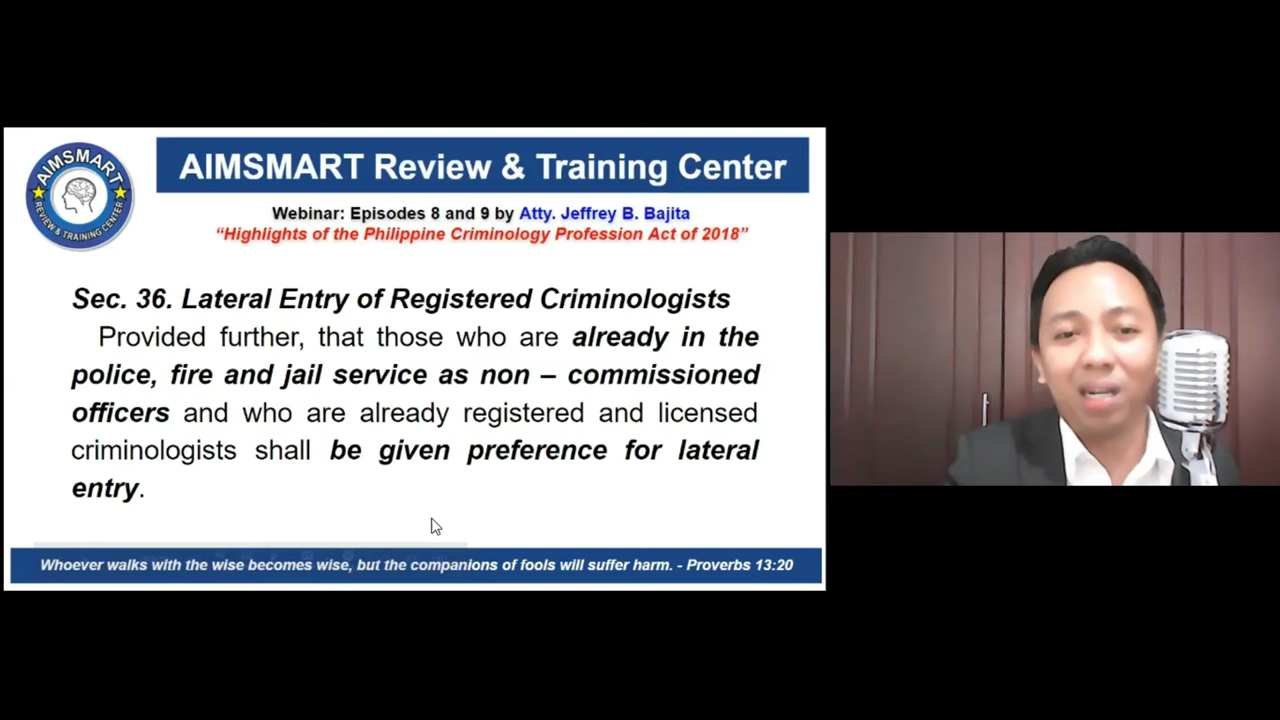 AIMSMART
REVIEW & TRAINING CENTER
AIMSMART Review & Training Center
Webinar: Episodes 8 and 9 by Atty. Jeffrey B. Bajita
“Highlights of the Philippine Criminology Profession Act of 2018”
Sec. 36. Lateral Entry of Registered Criminologists
Provided further, that those who are already in the
police, fire and jail service as non – commissioned
officers and who are already registered and licensed
criminologists shall be given preference for lateral
entry.
Whoever walks with the wise becomes wise, but the companions of fools will suffer harm. - Proverbs 13:20